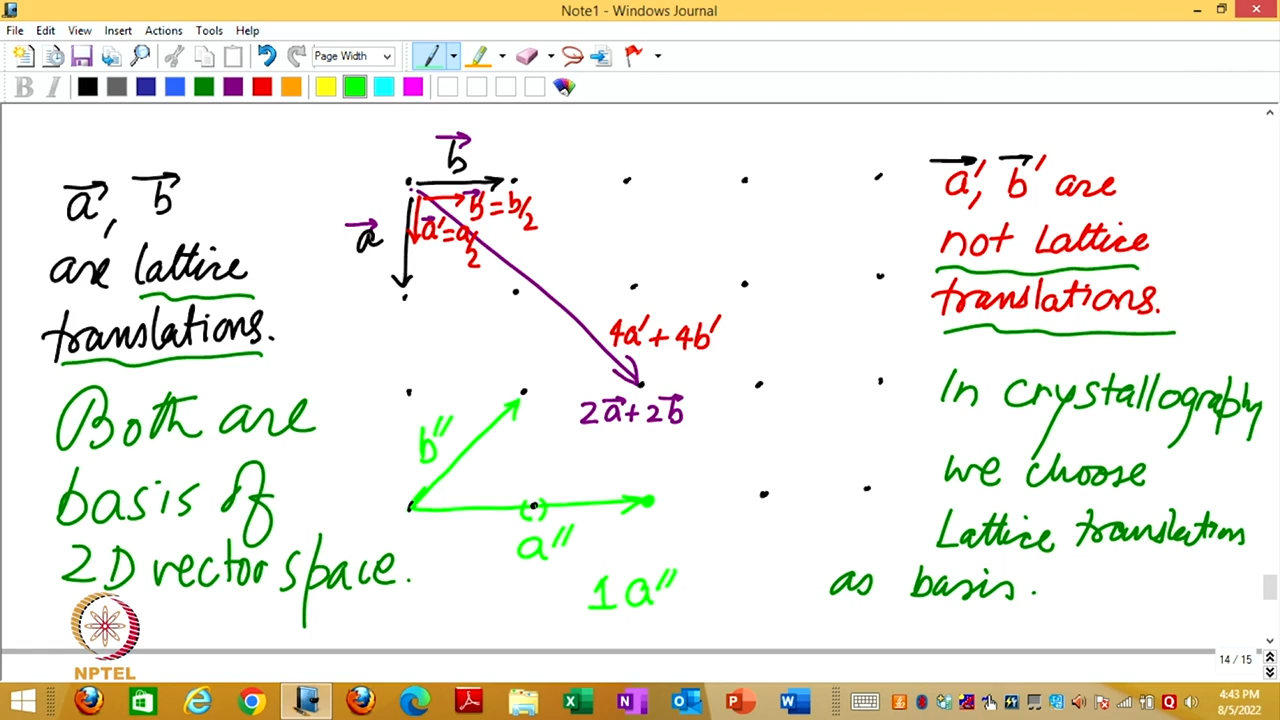 Note1 - Windows Journal
File Edit View Insert Actions Tools Help
Page Width
B I
a, b
are lattice
translations.
Both are
basis of
2D vector space.
b
a
b' = b/2
a' = a/2
4a' + 4b'
2a + 2b
b''
a''
1a''
a', b' are
not Lattice
translations.
In crystallography
we choose
Lattice translation
as basis.
NPTEL
14 / 15
4:43 PM
8/5/2022